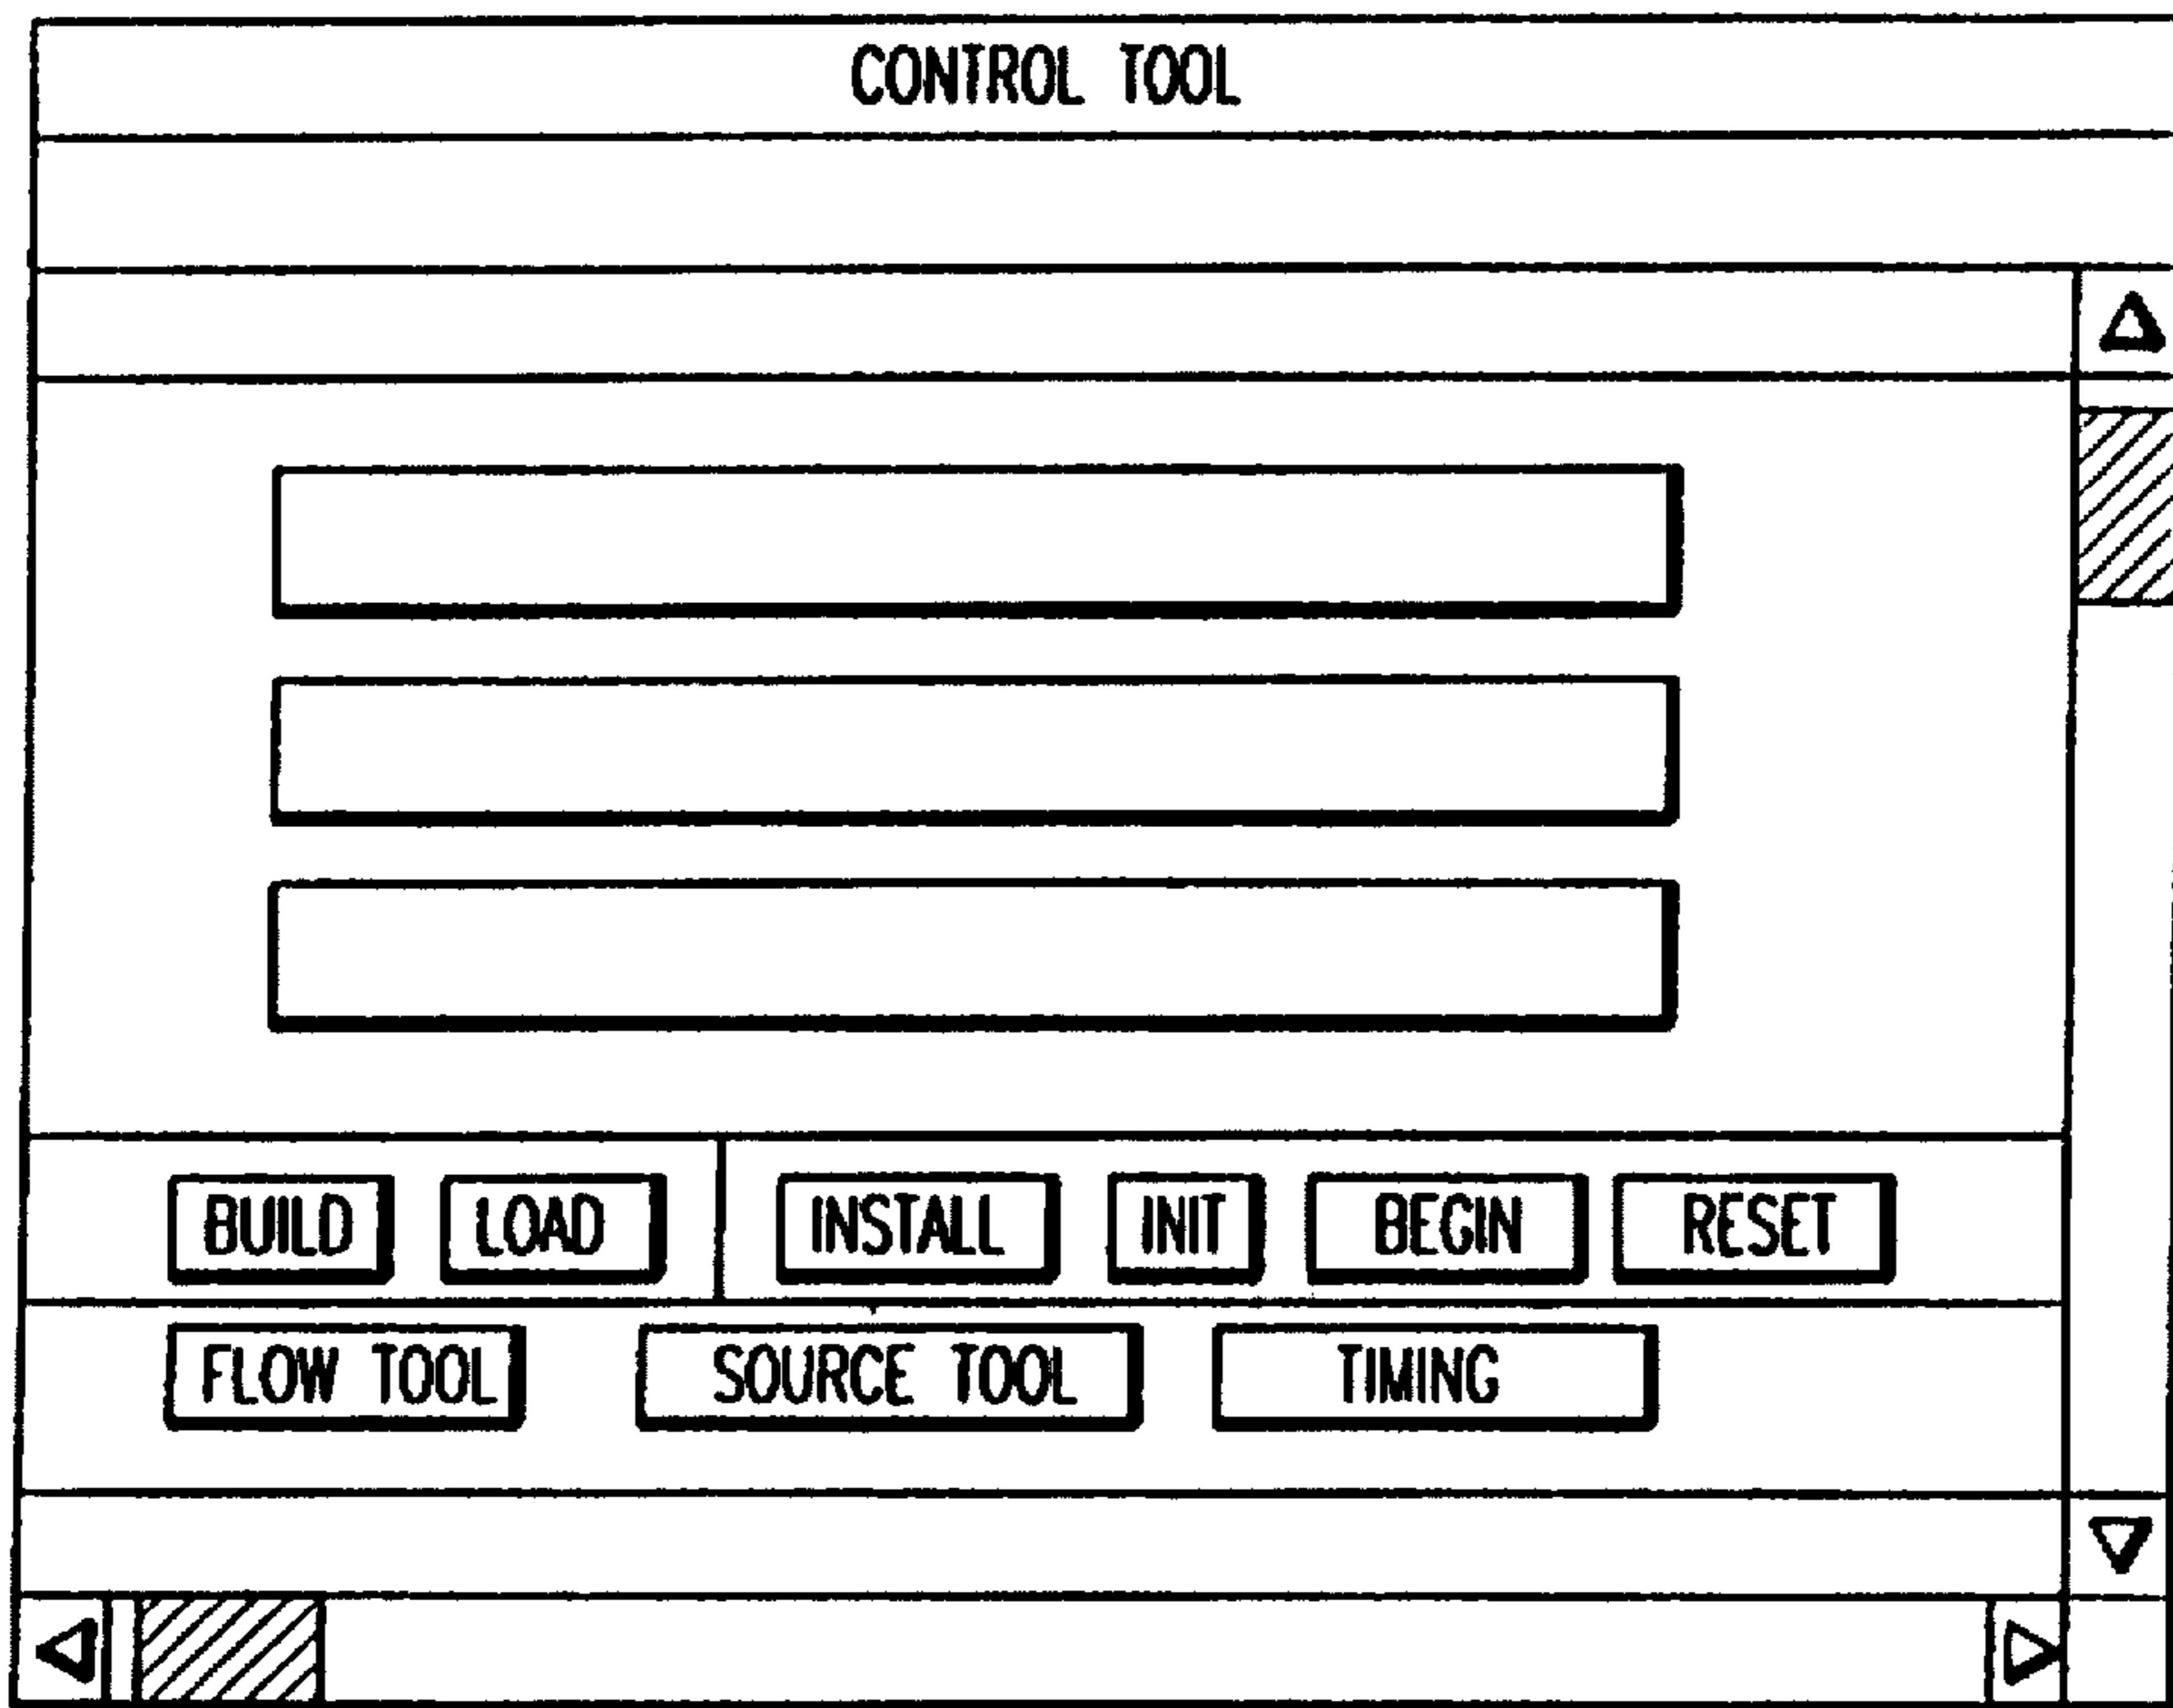 CONTROL TOOL
BUILD LOAD INSTALL INIT BEGIN RESET
FLOW TOOL SOURCE TOOL TIMING